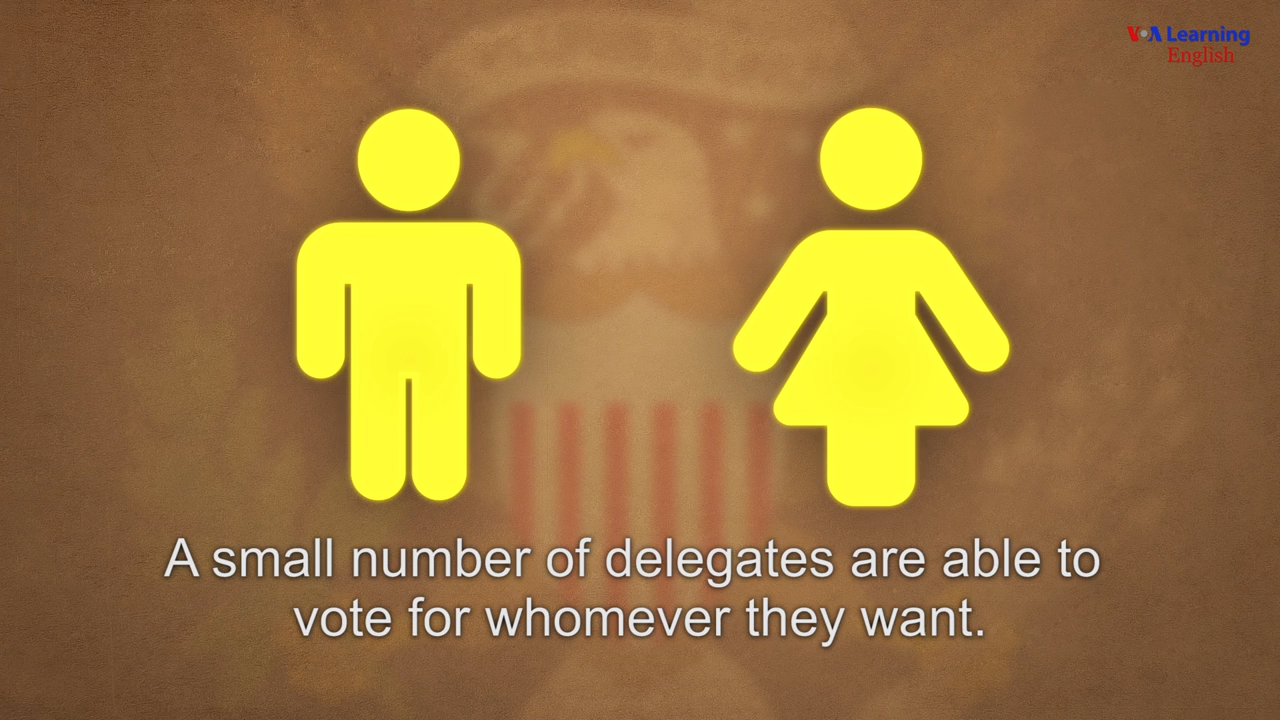 VOA Learning
English
A small number of delegates are able to
vote for whomever they want.